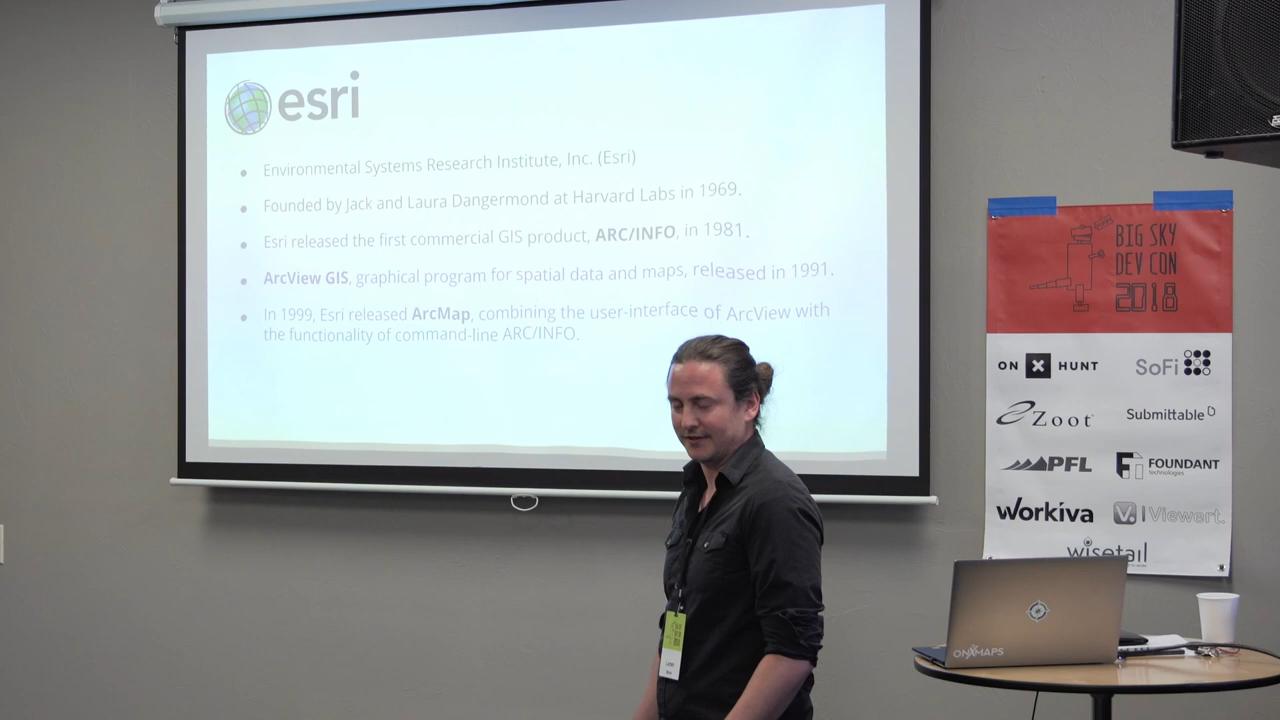 esri
Environmental Systems Research Institute, Inc. (Esri)
Founded by Jack and Laura Dangermond at Harvard Labs in 1969.
Esri released the first commercial GIS product, ARC/INFO, in 1981.
ArcView GIS, graphical program for spatial data and maps, released in 1991.
In 1999, Esri released ArcMap, combining the user-interface of ArcView with
the functionality of command-line ARC/INFO.
BIG SKY
DEV CON
2018
ON X HUNT
SoFi
Zoot
Submittable
PFL
FOUNDANT
technologies
Workiva
V. | Viewert.
wisetail
ONXMAPS